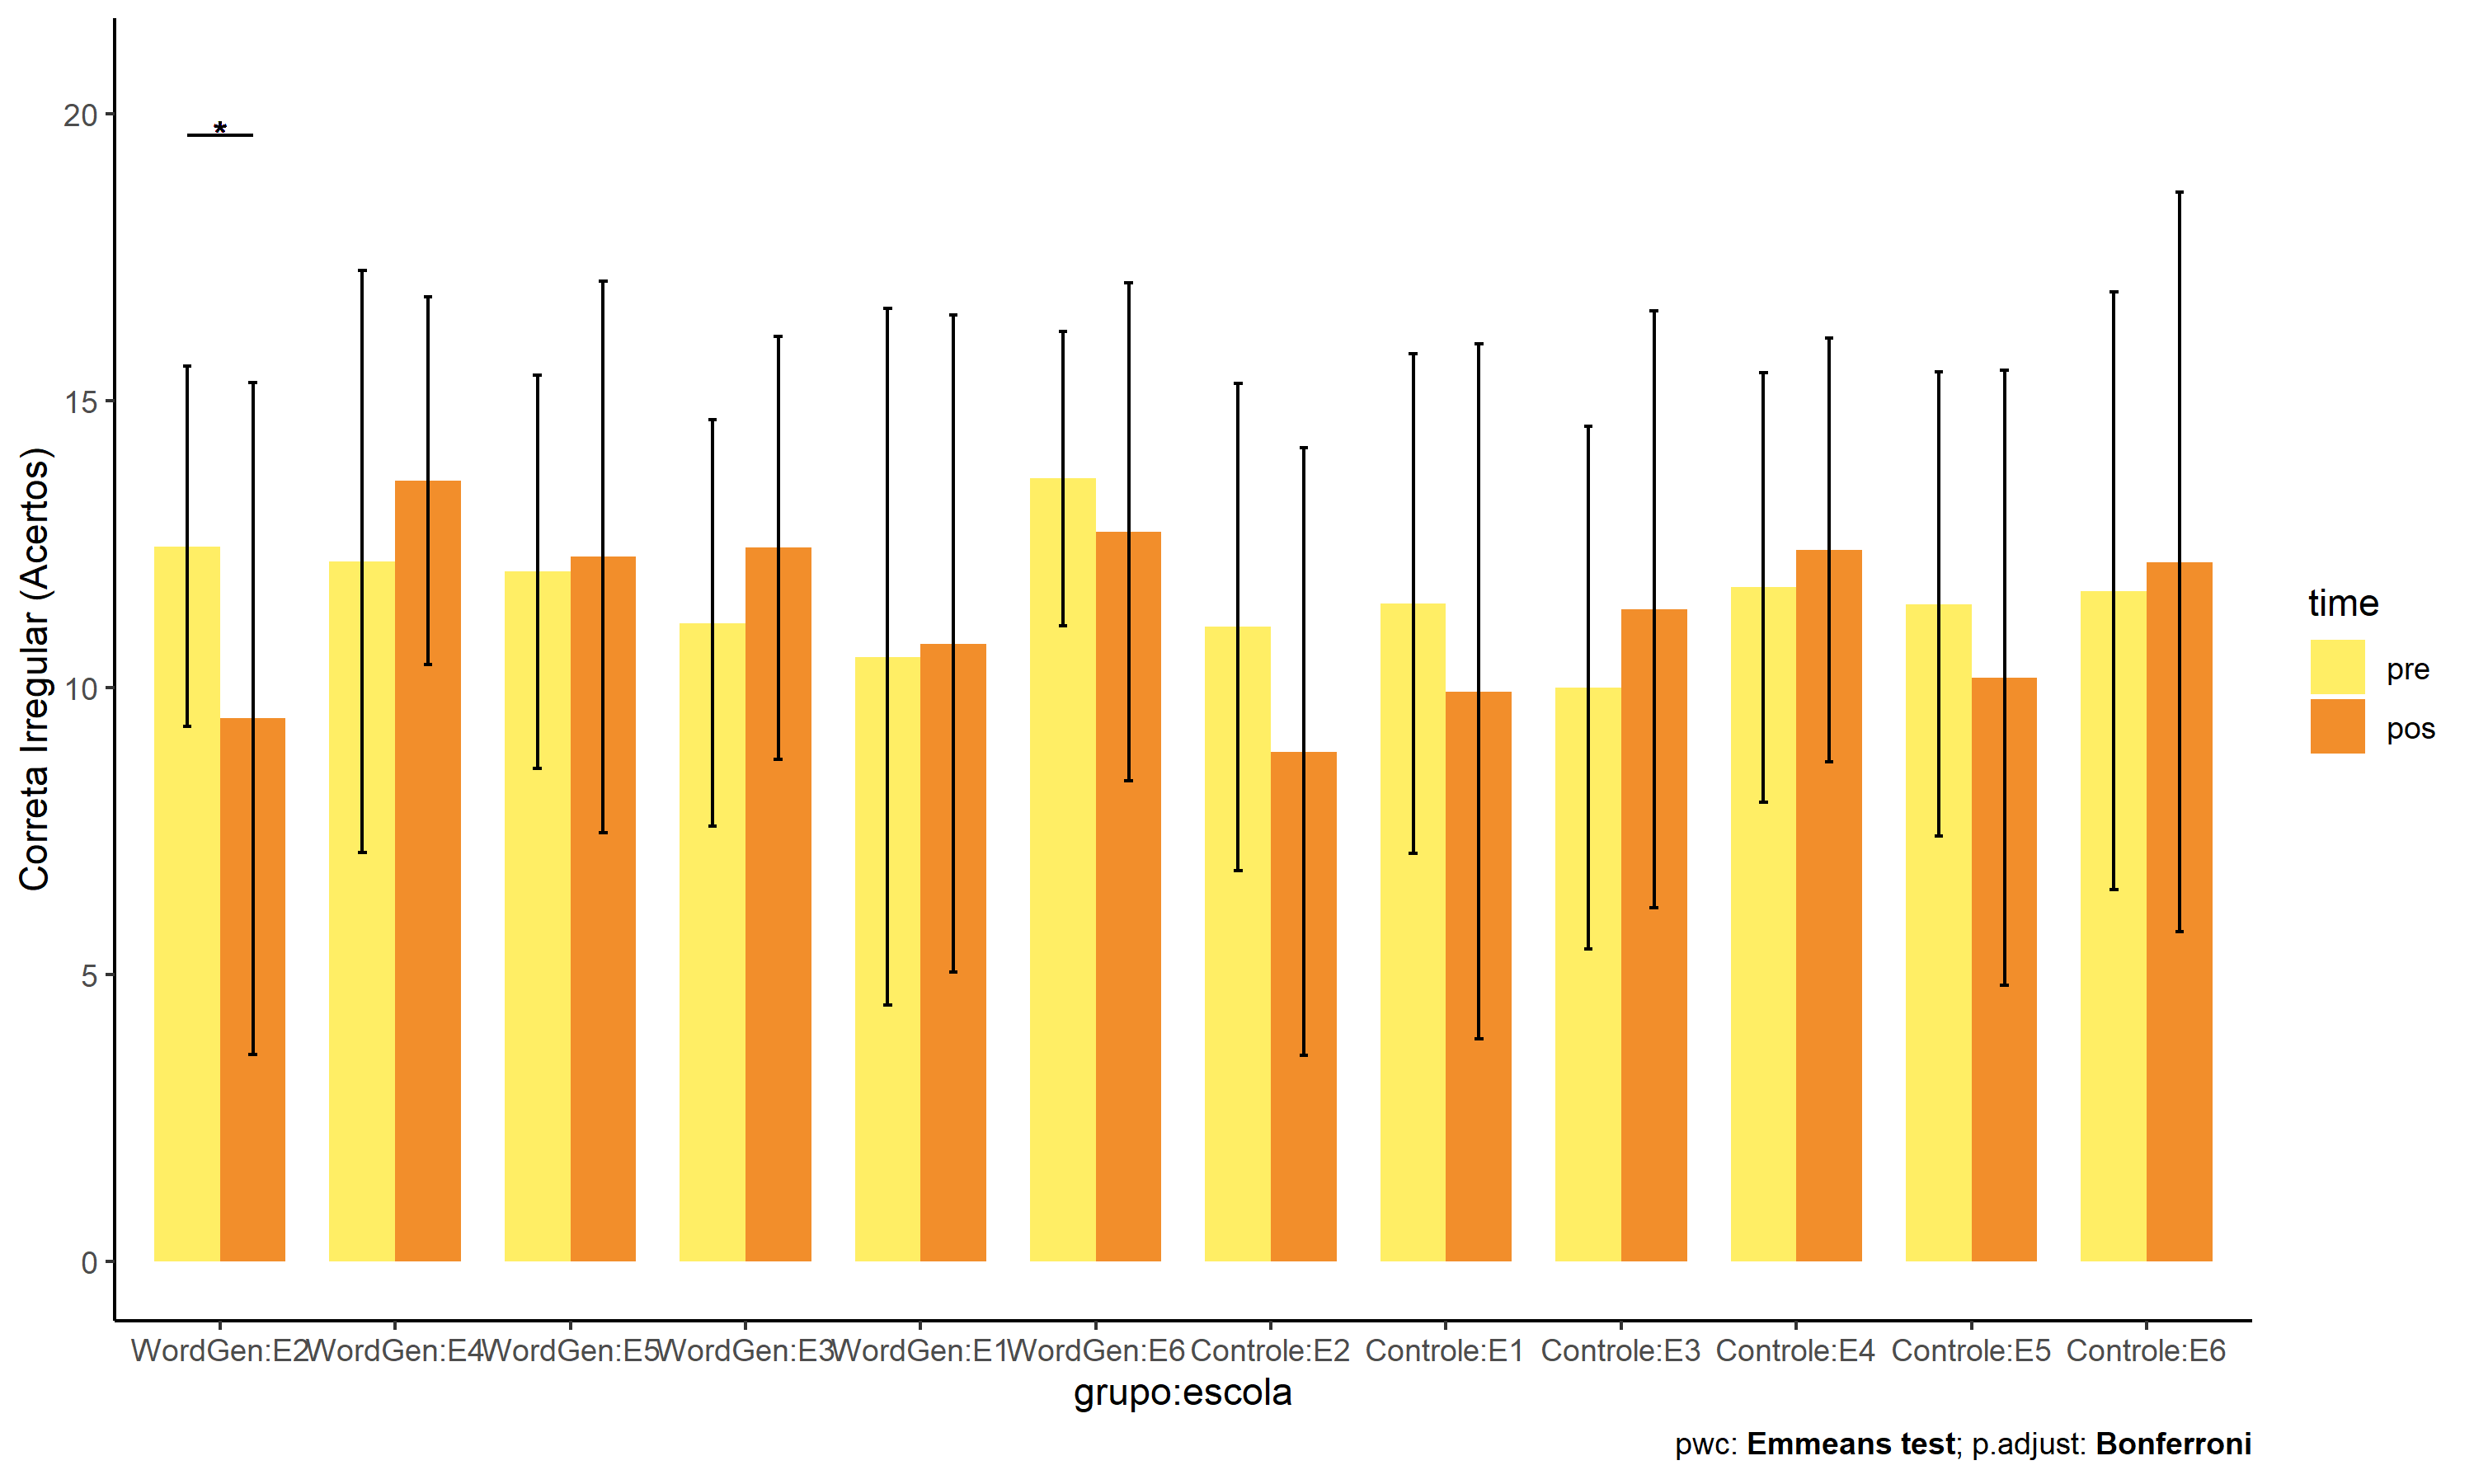 20
*
15
10
5
0
Correta Irregular (Acertos)
WordGen:E2 WordGen:E4 WordGen:E5 WordGen:E3 WordGen:E1 WordGen:E6 Controle:E2 Controle:E1 Controle:E3 Controle:E4 Controle:E5 Controle:E6
grupo:escola
time
pre
pos
pwc: Emmeans test; p.adjust: Bonferroni